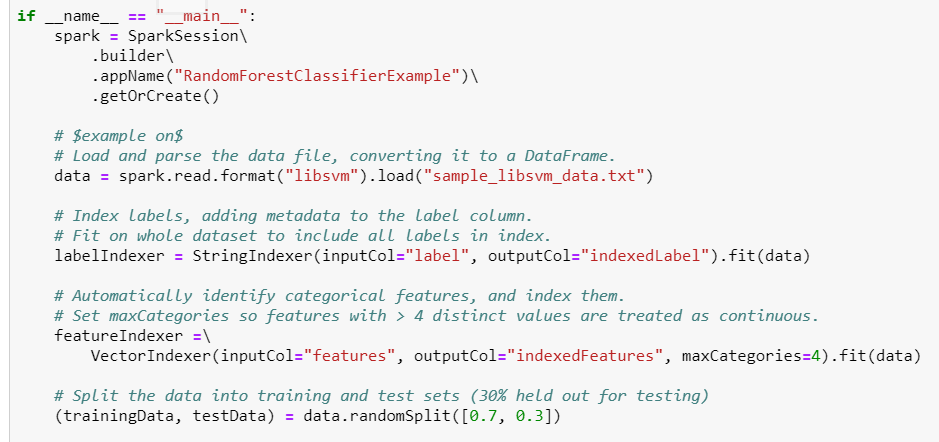 if __name__ == "__main__":
    spark = SparkSession\
        .builder\
        .appName("RandomForestClassifierExample")\
        .getOrCreate()

    # $example on$
    # Load and parse the data file, converting it to a DataFrame.
    data = spark.read.format("libsvm").load("sample_libsvm_data.txt")

    # Index labels, adding metadata to the label column.
    # Fit on whole dataset to include all labels in index.
    labelIndexer = StringIndexer(inputCol="label", outputCol="indexedLabel").fit(data)

    # Automatically identify categorical features, and index them.
    # Set maxCategories so features with > 4 distinct values are treated as continuous.
    featureIndexer =\
        VectorIndexer(inputCol="features", outputCol="indexedFeatures", maxCategories=4).fit(data)

    # Split the data into training and test sets (30% held out for testing)
    (trainingData, testData) = data.randomSplit([0.7, 0.3])